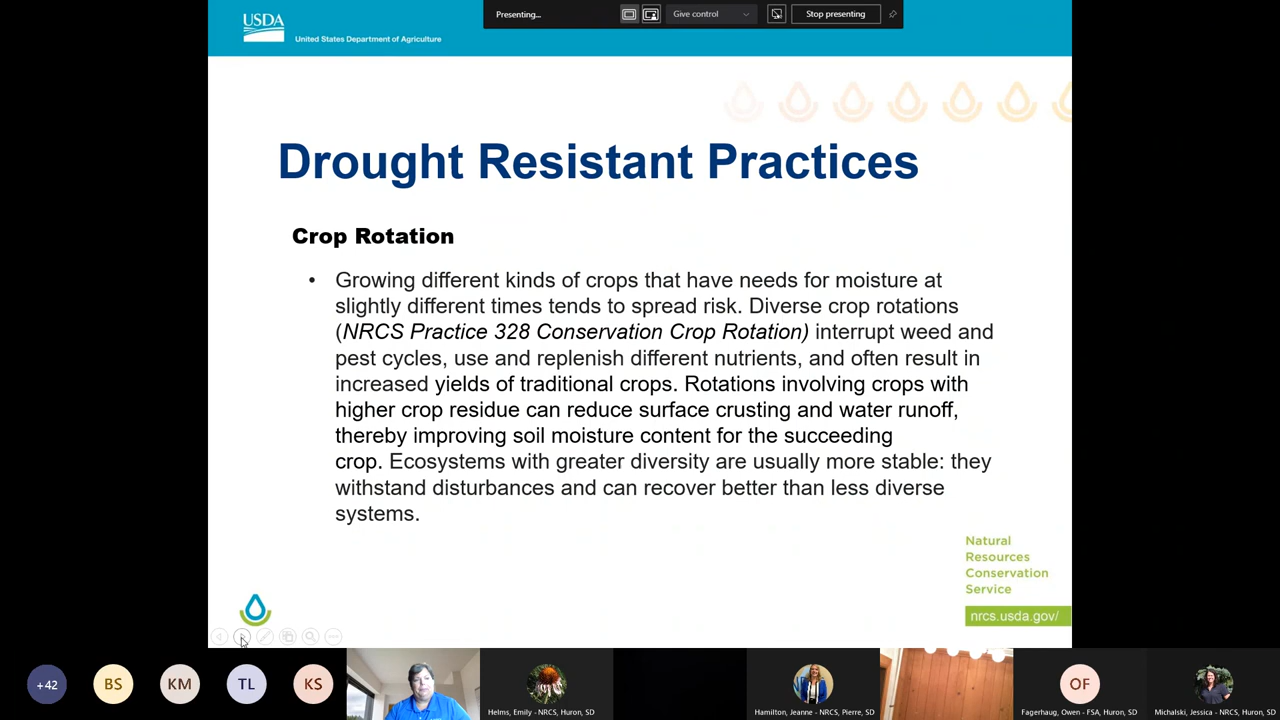 USDA
United States Department of Agriculture
Presenting...
Give control
Stop presenting
Drought Resistant Practices
Crop Rotation
• Growing different kinds of crops that have needs for moisture at
slightly different times tends to spread risk. Diverse crop rotations
(NRCS Practice 328 Conservation Crop Rotation) interrupt weed and
pest cycles, use and replenish different nutrients, and often result in
increased yields of traditional crops. Rotations involving crops with
higher crop residue can reduce surface crusting and water runoff,
thereby improving soil moisture content for the succeeding
crop. Ecosystems with greater diversity are usually more stable: they
withstand disturbances and can recover better than less diverse
systems.
Natural
Resources
Conservation
Service
nrcs.usda.gov/
+42
BS
KM
TL
KS
Helms, Emily - NRCS, Huron, SD
Hamilton, Jeanne - NRCS, Pierre, SD
OF
Fagerhaug, Owen - FSA, Huron, SD
Michalski, Jessica - NRCS, Huron, SD